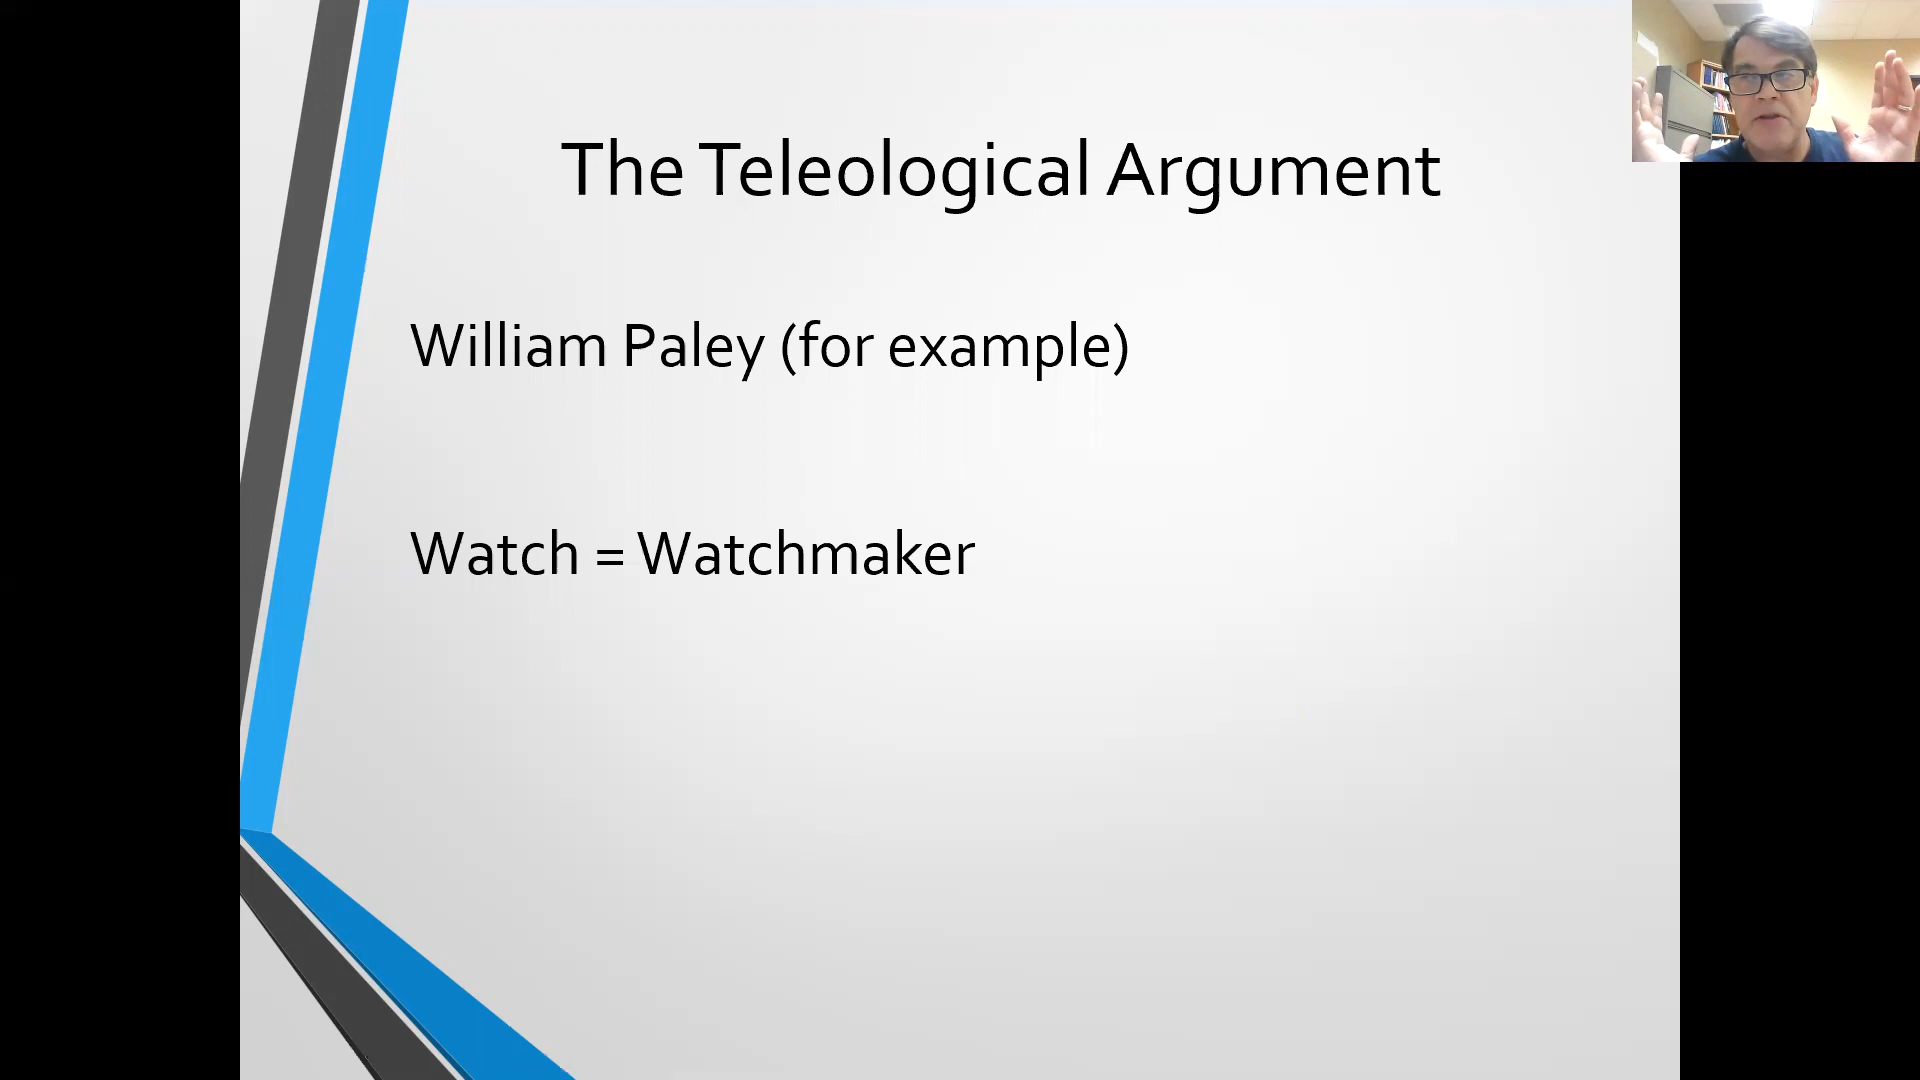 The Teleological Argument
William Paley (for example)
Watch = Watchmaker